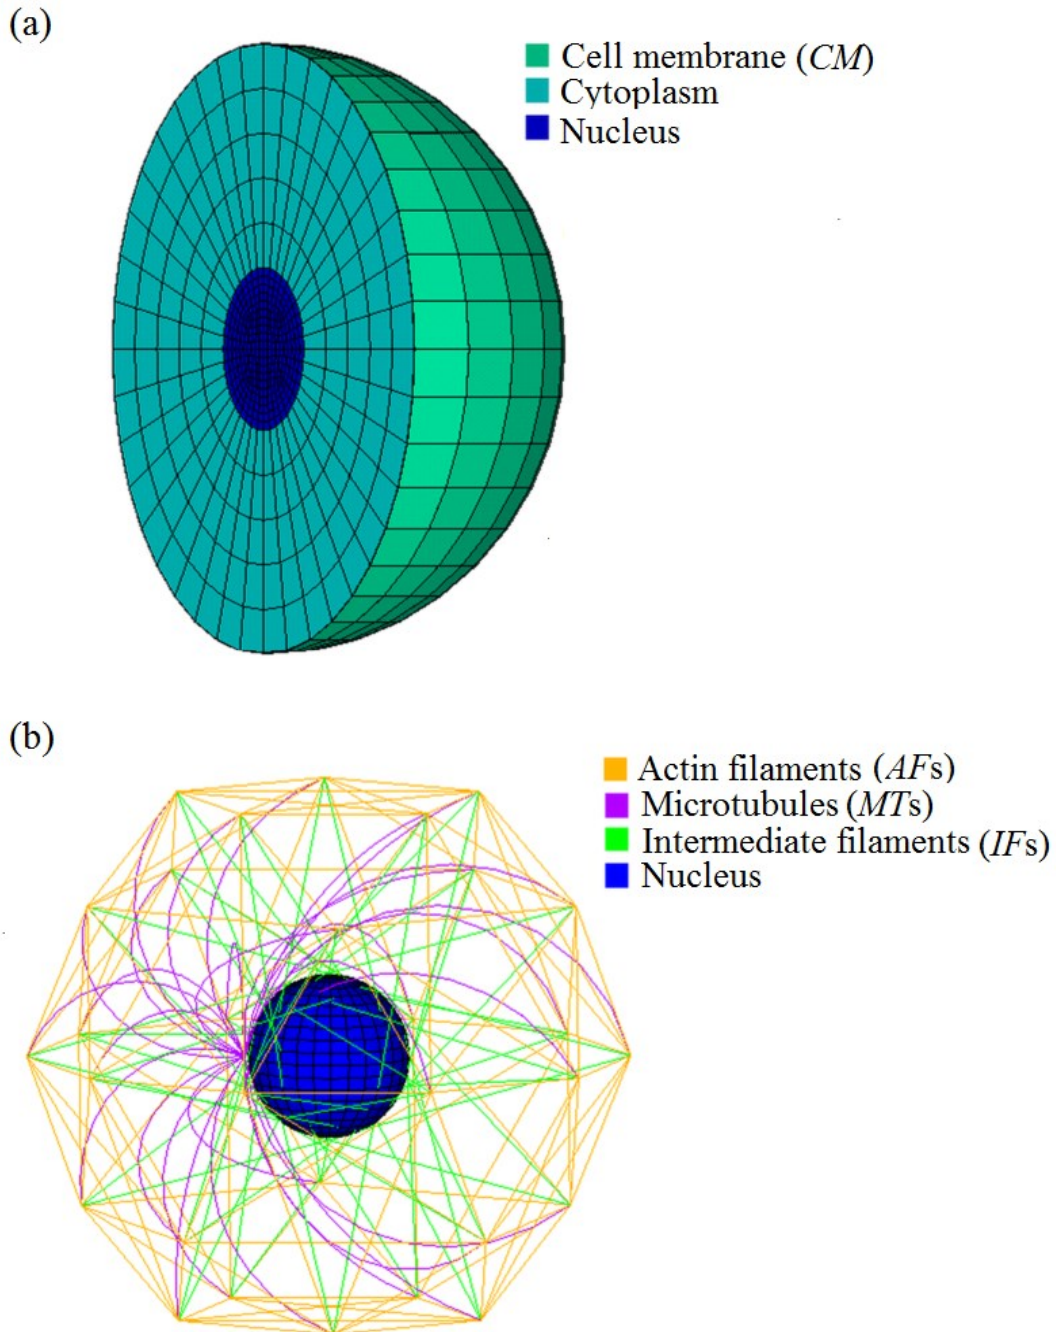 (a)
Cell membrane (CM)
Cytoplasm
Nucleus
(b)
Actin filaments (AFs)
Microtubules (MTs)
Intermediate filaments (IFs)
Nucleus